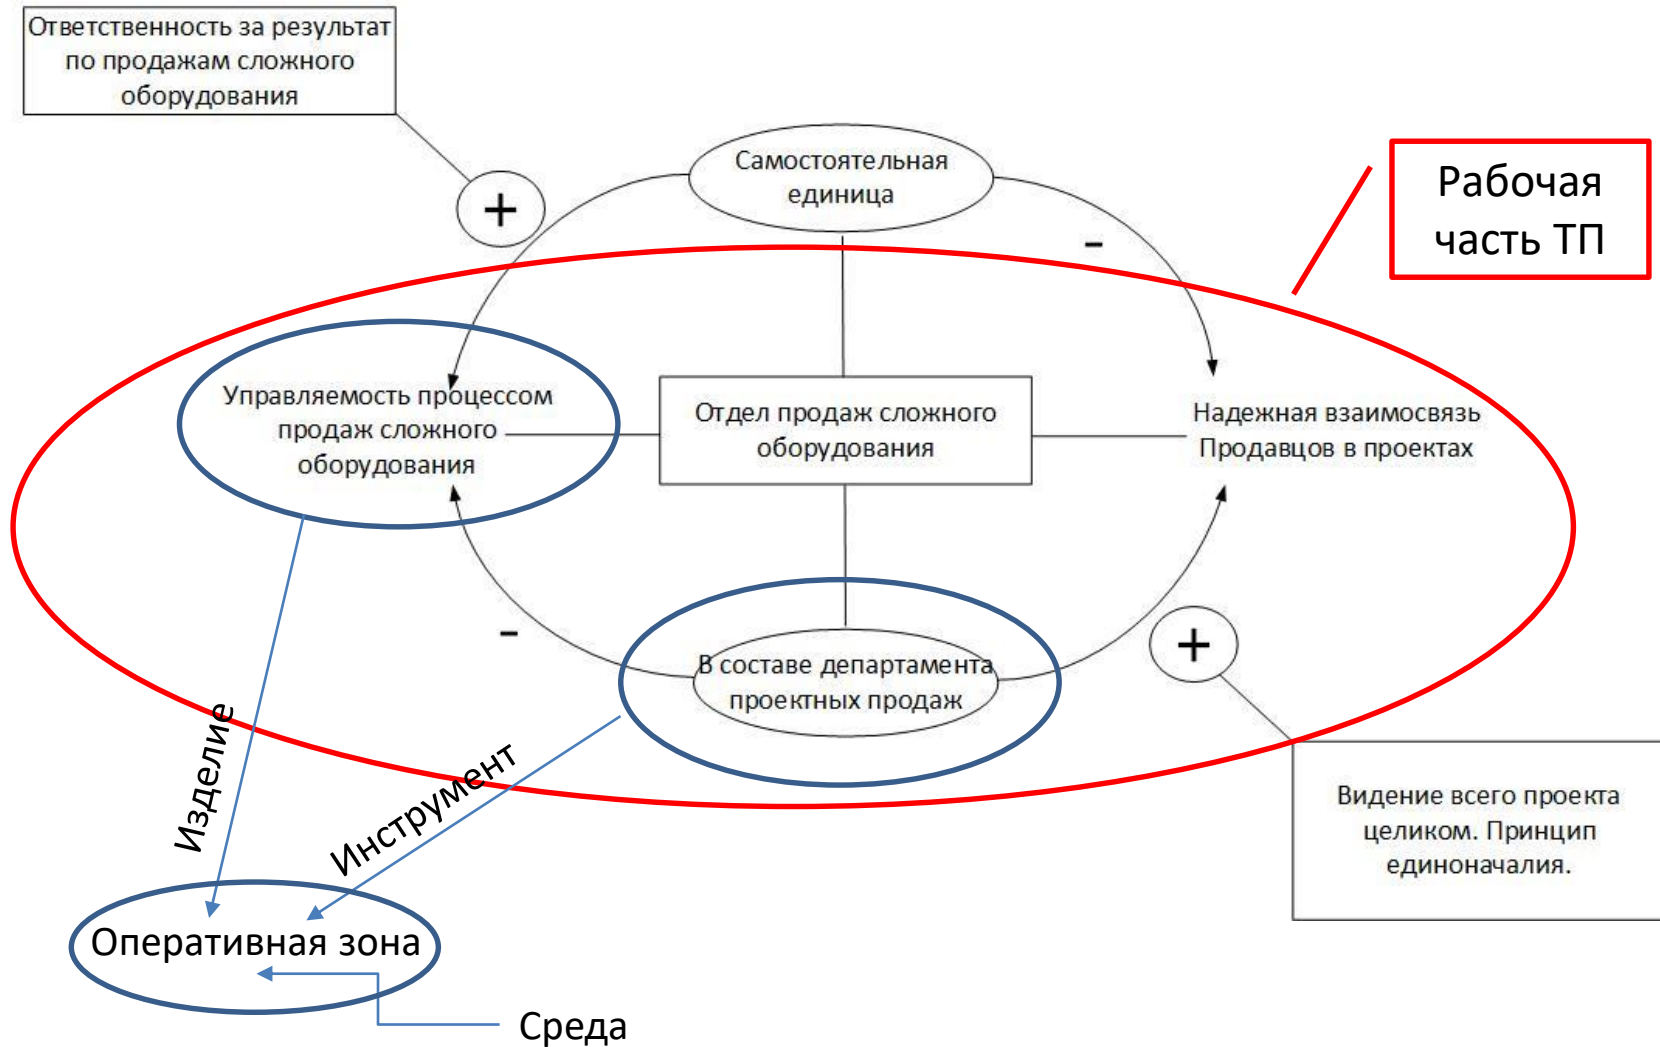 Ответственность за результат
по продажам сложного
оборудования
Самостоятельная
единица
Рабочая
часть ТП
+
-
Управляемость процессом
продаж сложного
оборудования
Отдел продаж сложного
оборудования
Надежная взаимосвязь
Продавцов в проектах
-
+
В составе департамента
проектных продаж
Изделие
Инструмент
Видение всего проекта
целиком. Принцип
единоначалия.
Оперативная зона
Среда